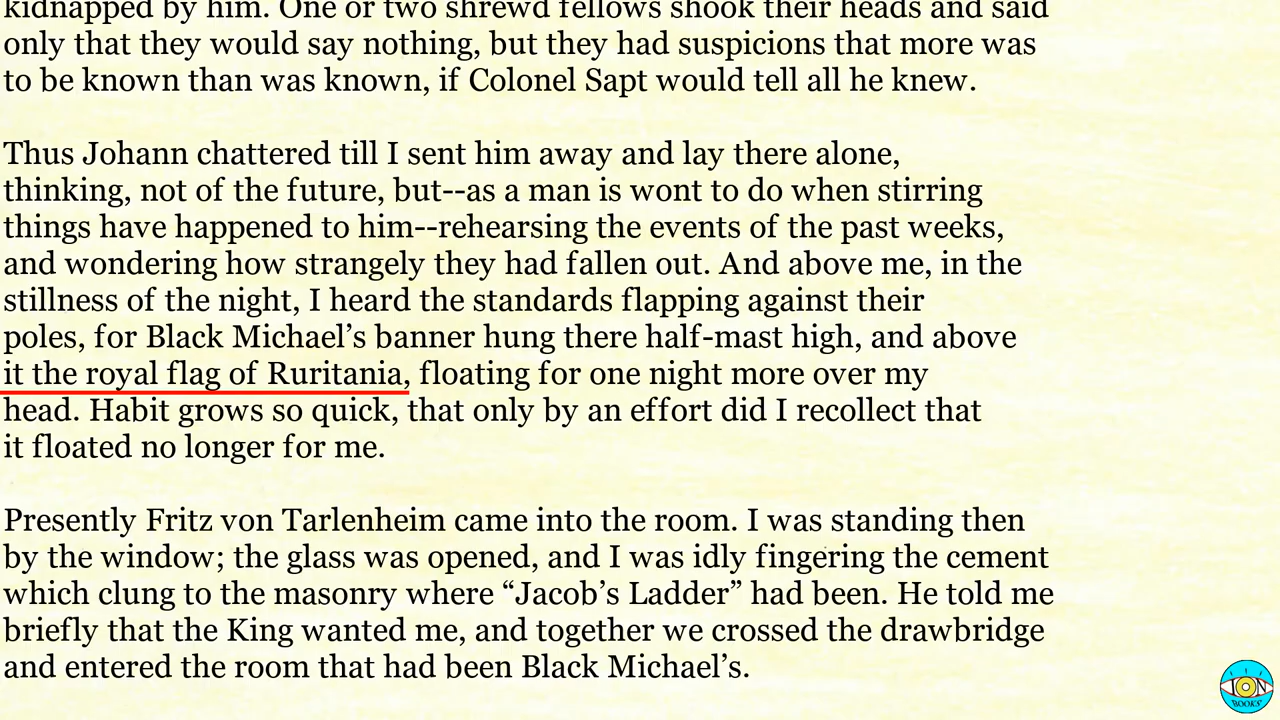 kidnapped by him. One or two shrewd fellows shook their heads and said
only that they would say nothing, but they had suspicions that more was
to be known than was known, if Colonel Sapt would tell all he knew.
Thus Johann chattered till I sent him away and lay there alone,
thinking, not of the future, but--as a man is wont to do when stirring
things have happened to him--rehearsing the events of the past weeks,
and wondering how strangely they had fallen out. And above me, in the
stillness of the night, I heard the standards flapping against their
poles, for Black Michael’s banner hung there half-mast high, and above
it the royal flag of Ruritania, floating for one night more over my
head. Habit grows so quick, that only by an effort did I recollect that
it floated no longer for me.
Presently Fritz von Tarlenheim came into the room. I was standing then
by the window; the glass was opened, and I was idly fingering the cement
which clung to the masonry where “Jacob’s Ladder” had been. He told me
briefly that the King wanted me, and together we crossed the drawbridge
and entered the room that had been Black Michael’s.
ION
BOOKS